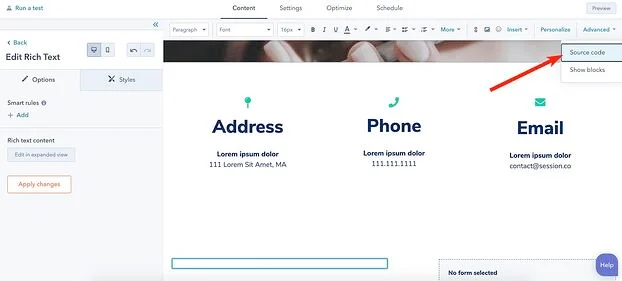 Run a test
Content
Settings
Optimize
Schedule
Back
Edit Rich Text
Options
Styles
Smart rules
+ Add
Rich text content
Edit in expanded view
Apply changes
Paragraph
Font
16px
B
I
U
A
More
Insert
Personalize
Advanced
Preview
Source code
Show blocks
Address
Lorem ipsum dolor
111 Lorem Sit Amet, MA
Phone
Lorem ipsum dolor
111.111.1111
Email
Lorem ipsum dolor
contact@session.co
No form selected
Help